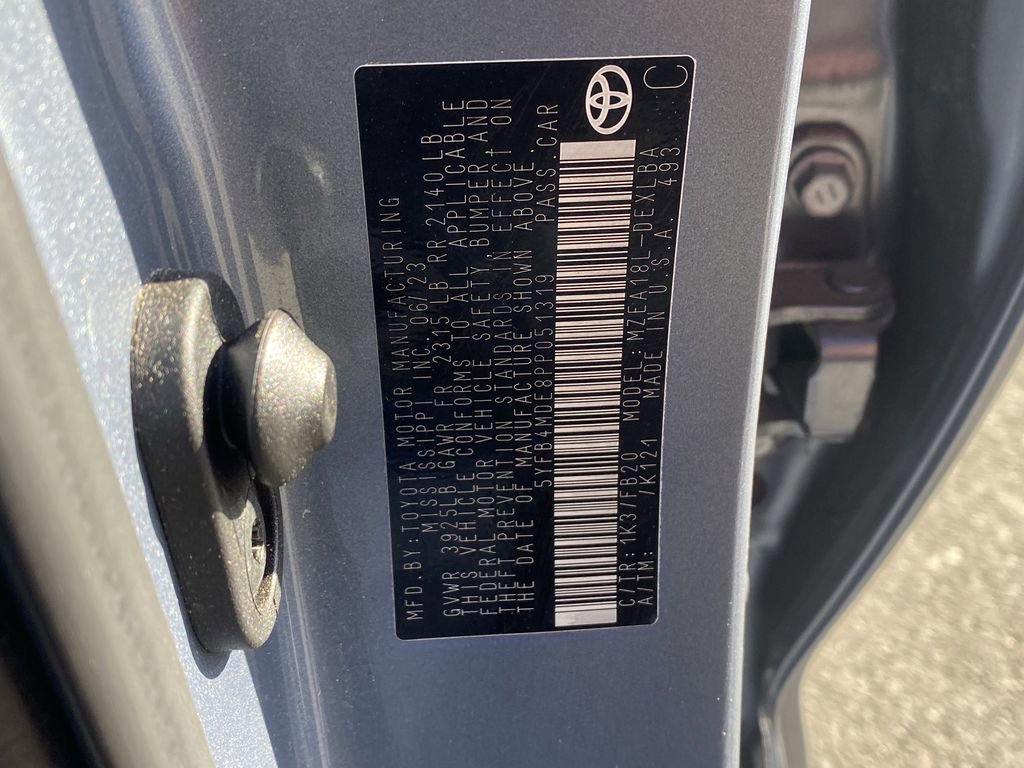 MFD.BY:TOYOTA MOTOR MANUFACTURING
MISSISSIPPI INC. 06/23
GVWR 3925LB GAWR FR 2315LB RR 2140LB
THIS VEHICLE CONFORMS TO ALL APPLICABLE
FEDERAL MOTOR VEHICLE SAFETY, BUMPER AND
THEFT PREVENTION STANDARDS IN EFFECT ON
THE DATE OF MANUFACTURE SHOWN ABOVE.
5YFB4MDE8PP051319 PASS.CAR
C/TR:1K3/FB20 MODEL:MZEA18L-DEXLBA
A/TM: /K121 MADE IN U.S.A. 493
C